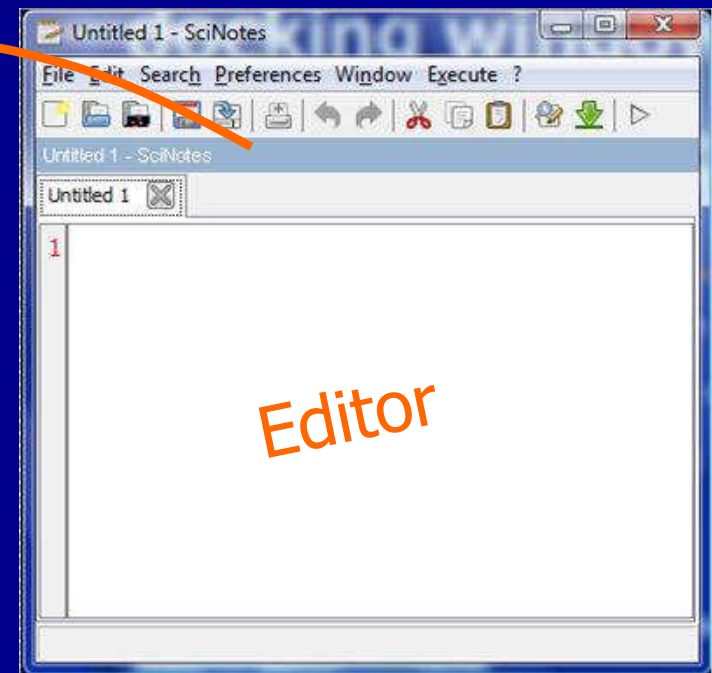 Untitled 1 - SciNotes
File Edit Search Preferences Window Execute ?
Untitled 1 - SciNotes
Untitled 1
1
Editor